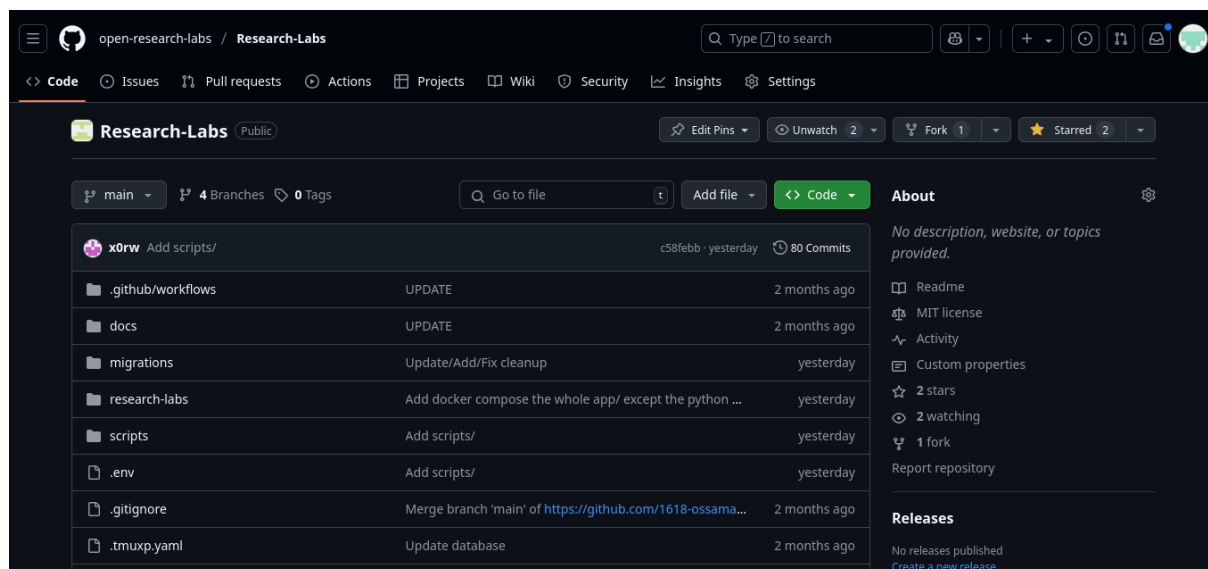 open-research-labs / Research-Labs
Type / to search
Code
Issues
Pull requests
Actions
Projects
Wiki
Security
Insights
Settings
Research-Labs Public
Edit Pins
Unwatch 2
Fork 1
Starred 2
main
4 Branches
0 Tags
Go to file t
Add file
Code
x0rw Add scripts/ c58febb · yesterday 80 Commits
.github/workflows UPDATE 2 months ago
docs UPDATE 2 months ago
migrations Update/Add/Fix cleanup yesterday
research-labs Add docker compose the whole app/ except the python ... yesterday
scripts Add scripts/ yesterday
.env Add scripts/ yesterday
.gitignore Merge branch 'main' of https://github.com/1618-ossama... 2 months ago
.tmuxp.yaml Update database 2 months ago
About
No description, website, or topics
provided.
Readme
MIT license
Activity
Custom properties
2 stars
2 watching
1 fork
Report repository
Releases
No releases published
Create a new release